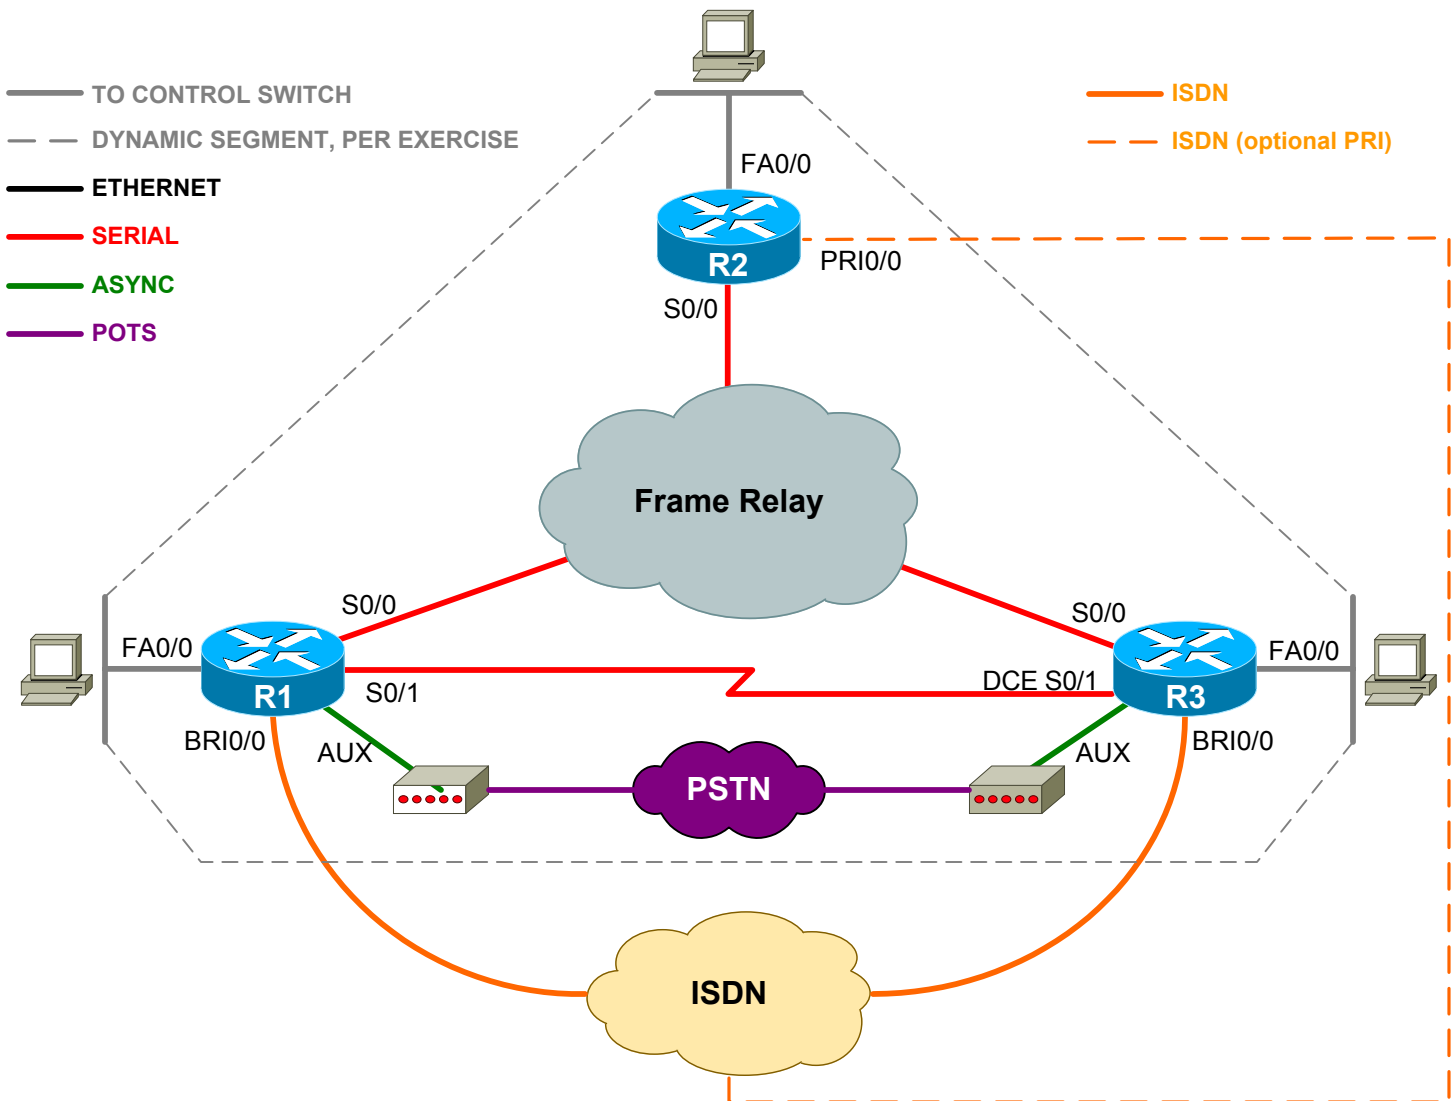 TO CONTROL SWITCH
DYNAMIC SEGMENT, PER EXERCISE
ETHERNET
SERIAL
ASYNC
POTS
ISDN
ISDN (optional PRI)
FA0/0
R2
PRI0/0
S0/0
Frame Relay
S0/0
S0/0
FA0/0
FA0/0
R1
S0/1
DCE S0/1
R3
BRI0/0
AUX
AUX
BRI0/0
PSTN
ISDN